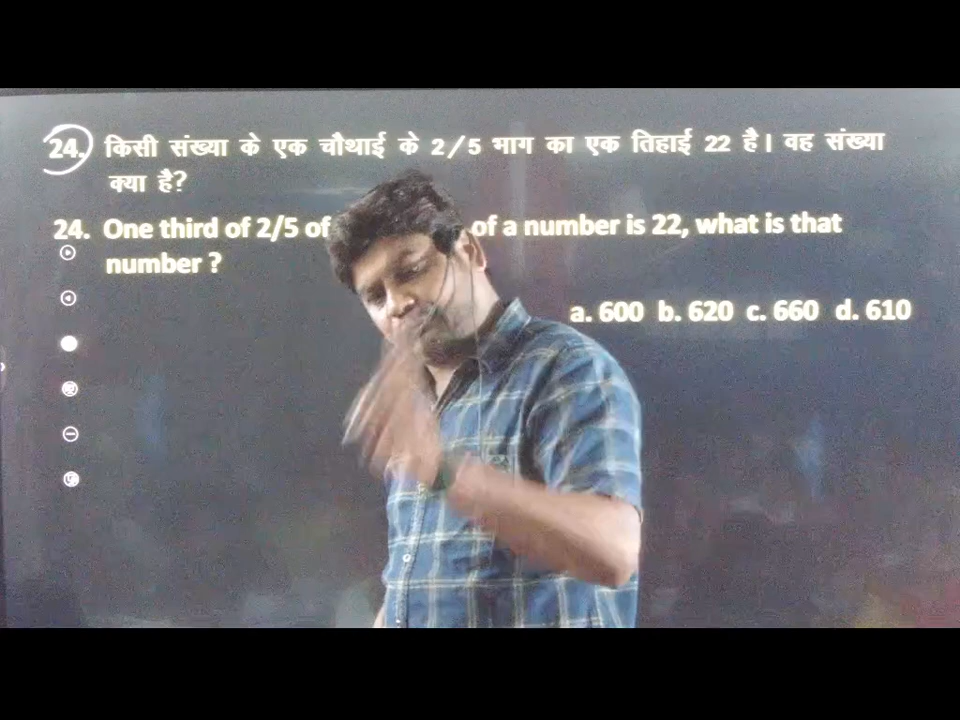 24. किसी संख्या के एक चौथाई के 2/5 भाग का एक तिहाई 22 है। वह संख्या
क्या है?
24. One third of 2/5 of of a number is 22, what is that
number ?
a. 600 b. 620 c. 660 d. 610